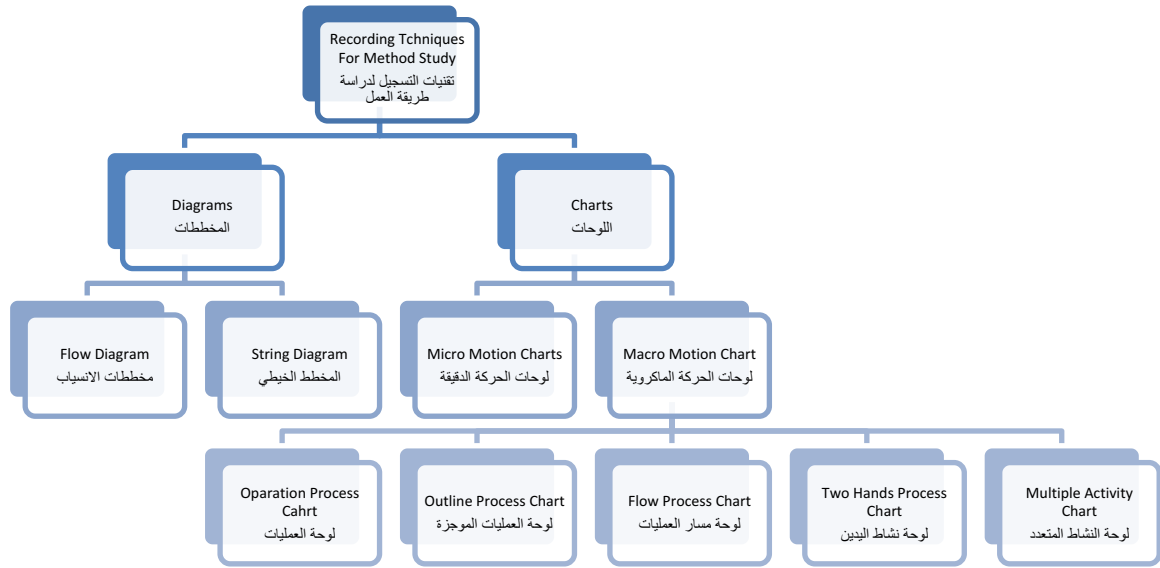 Recording Tchniques
For Method Study
تقنيات التسجيل لدراسة
طريقة العمل
Diagrams
المخططات
Charts
اللوحات
Flow Diagram
مخططات الانسياب
String Diagram
المخطط الخيطي
Micro Motion Charts
لوحات الحركة الدقيقة
Macro Motion Chart
لوحات الحركة الماكروية
Oparation Process
Cahrt
لوحة العمليات
Outline Process Chart
لوحة العمليات الموجزة
Flow Process Chart
لوحة مسار العمليات
Two Hands Process
Chart
لوحة نشاط اليدين
Multiple Activity
Chart
لوحة النشاط المتعدد